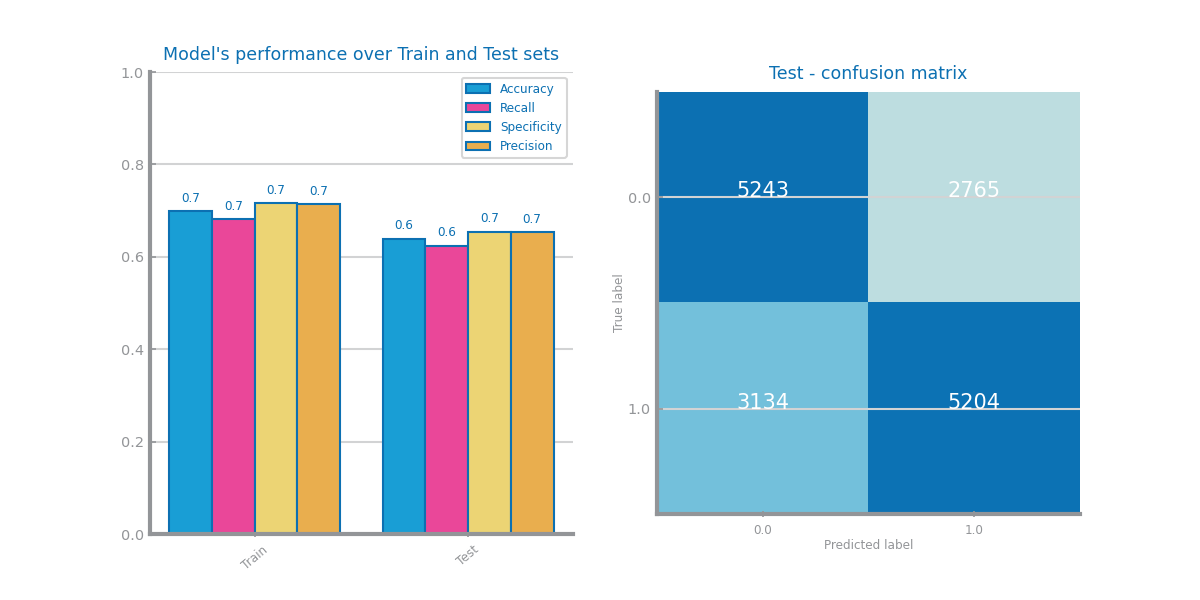 Model's performance over Train and Test sets
1.0
0.8
0.6
0.4
0.2
0.0
Accuracy
Recall
Specificity
Precision
0.7
0.7
0.7
0.7
0.6
0.6
0.7
0.7
Train
Test
Test - confusion matrix
True label
0.0
1.0
5243
2765
3134
5204
0.0
1.0
Predicted label